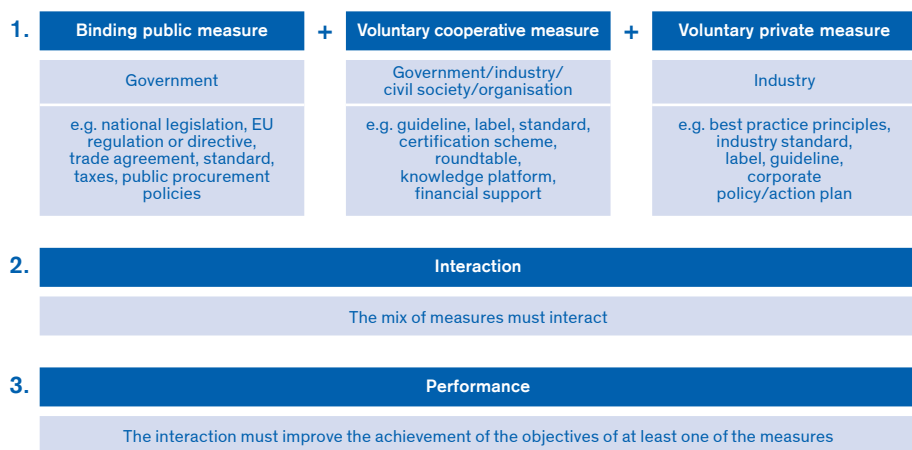 1.
Binding public measure + Voluntary cooperative measure + Voluntary private measure
Government
Government/industry/
civil society/organisation
Industry
e.g. national legislation, EU
regulation or directive,
trade agreement, standard,
taxes, public procurement
policies
e.g. guideline, label, standard,
certification scheme,
roundtable,
knowledge platform,
financial support
e.g. best practice principles,
industry standard,
label, guideline,
corporate
policy/action plan
2.
Interaction
The mix of measures must interact
3.
Performance
The interaction must improve the achievement of the objectives of at least one of the measures